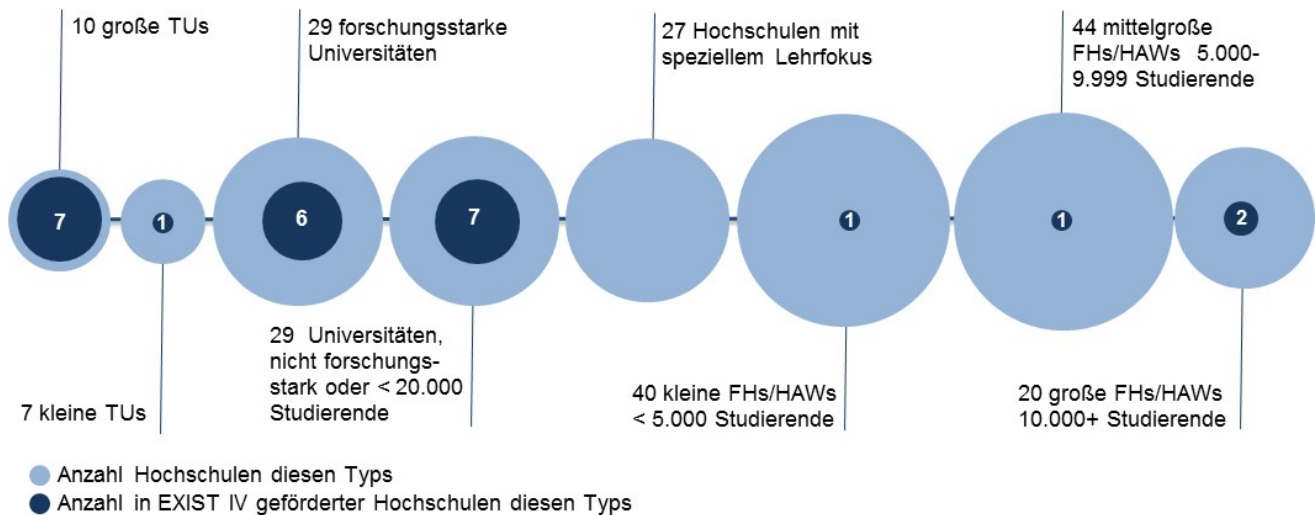 10 große TUs
29 forschungsstarke
Universitäten
27 Hochschulen mit
speziellem Lehrfokus
44 mittelgroße
FHs/HAWs 5.000-
9.999 Studierende
7
1
6
7
1
1
2
7 kleine TUs
29 Universitäten,
nicht forschungs-
stark oder < 20.000
Studierende
40 kleine FHs/HAWs
< 5.000 Studierende
20 große FHs/HAWs
10.000+ Studierende
Anzahl Hochschulen diesen Typs
Anzahl in EXIST IV geförderter Hochschulen diesen Typs